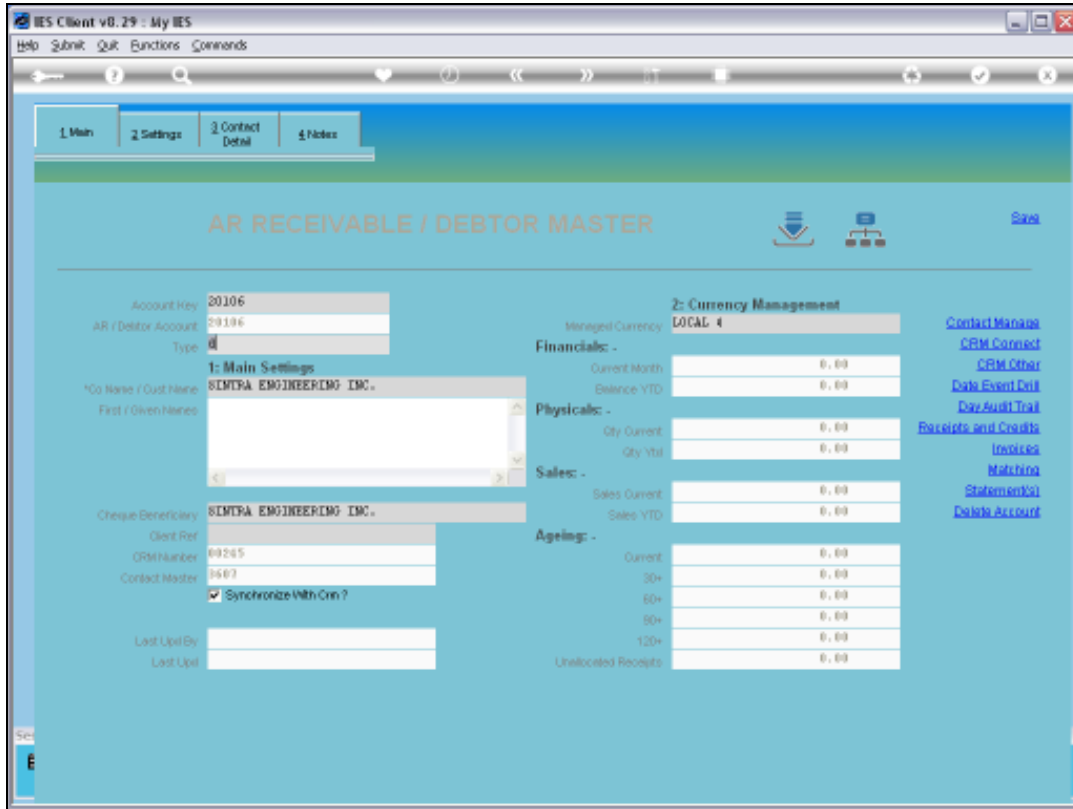 IES Client v8.29 : My IES
Help Submit Quit Functions Commands
1 Main
2 Settings
3 Contact Detail
4 Notes
AR RECEIVABLE / DEBTOR MASTER
Save
Account Key 20106
AR / Debtor Account 20106
Type d
1: Main Settings
*Co Name / Cust Name SINTRA ENGINEERING INC.
First / Given Names
Cheque Beneficiary SINTRA ENGINEERING INC.
Client Ref
CRM Number 00245
Contact Master 3607
Synchronize With Crm ?
Last Upd By
Last Upd
2: Currency Management
Managed Currency LOCAL 4
Financials: -
Current Month 0.00
Balance YTD 0.00
Physicals: -
Qty Current 0.00
Qty Ytd 0.00
Sales: -
Sales Current 0.00
Sales YTD 0.00
Ageing: -
Current 0.00
30+ 0.00
60+ 0.00
90+ 0.00
120+ 0.00
Unallocated Receipts 0.00
Contact Manage
CRM Connect
CRM Other
Date Event Drill
Day Audit Trail
Receipts and Credits
Invoices
Matching
Statement(s)
Delete Account